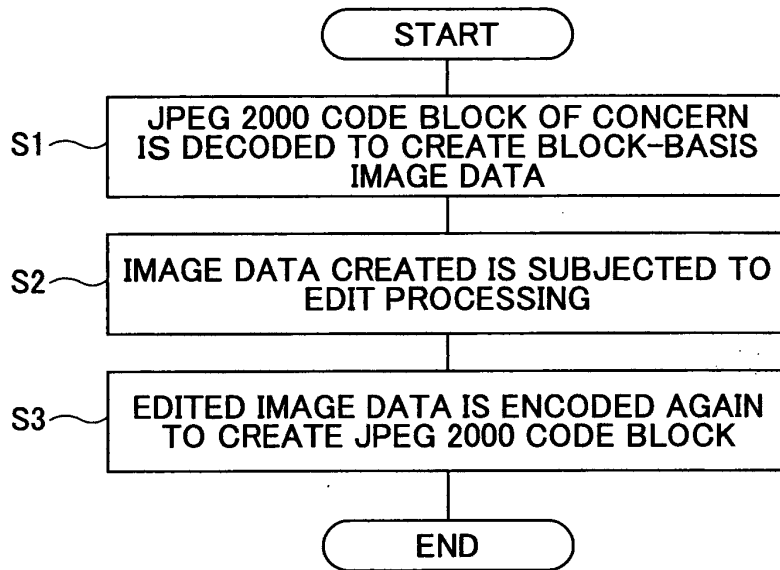 START
S1
JPEG 2000 CODE BLOCK OF CONCERN
IS DECODED TO CREATE BLOCK-BASIS
IMAGE DATA
S2
IMAGE DATA CREATED IS SUBJECTED TO
EDIT PROCESSING
S3
EDITED IMAGE DATA IS ENCODED AGAIN
TO CREATE JPEG 2000 CODE BLOCK
END